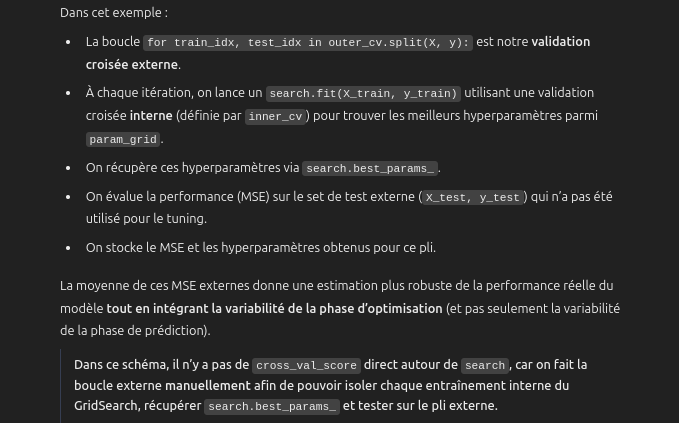 Dans cet exemple :
• La boucle for train_idx, test_idx in outer_cv.split(X, y): est notre validation
croisée externe.
• À chaque itération, on lance un search.fit(X_train, y_train) utilisant une validation
croisée interne (définie par inner_cv) pour trouver les meilleurs hyperparamètres parmi
param_grid.
• On récupère ces hyperparamètres via search.best_params_.
• On évalue la performance (MSE) sur le set de test externe (X_test, y_test) qui n’a pas été
utilisé pour le tuning.
• On stocke le MSE et les hyperparamètres obtenus pour ce pli.
La moyenne de ces MSE externes donne une estimation plus robuste de la performance réelle du
modèle tout en intégrant la variabilité de la phase d’optimisation (et pas seulement la variabilité
de la phase de prédiction).
Dans ce schéma, il n’y a pas de cross_val_score direct autour de search, car on fait la
boucle externe manuellement afin de pouvoir isoler chaque entraînement interne du
GridSearch, récupérer search.best_params_ et tester sur le pli externe.